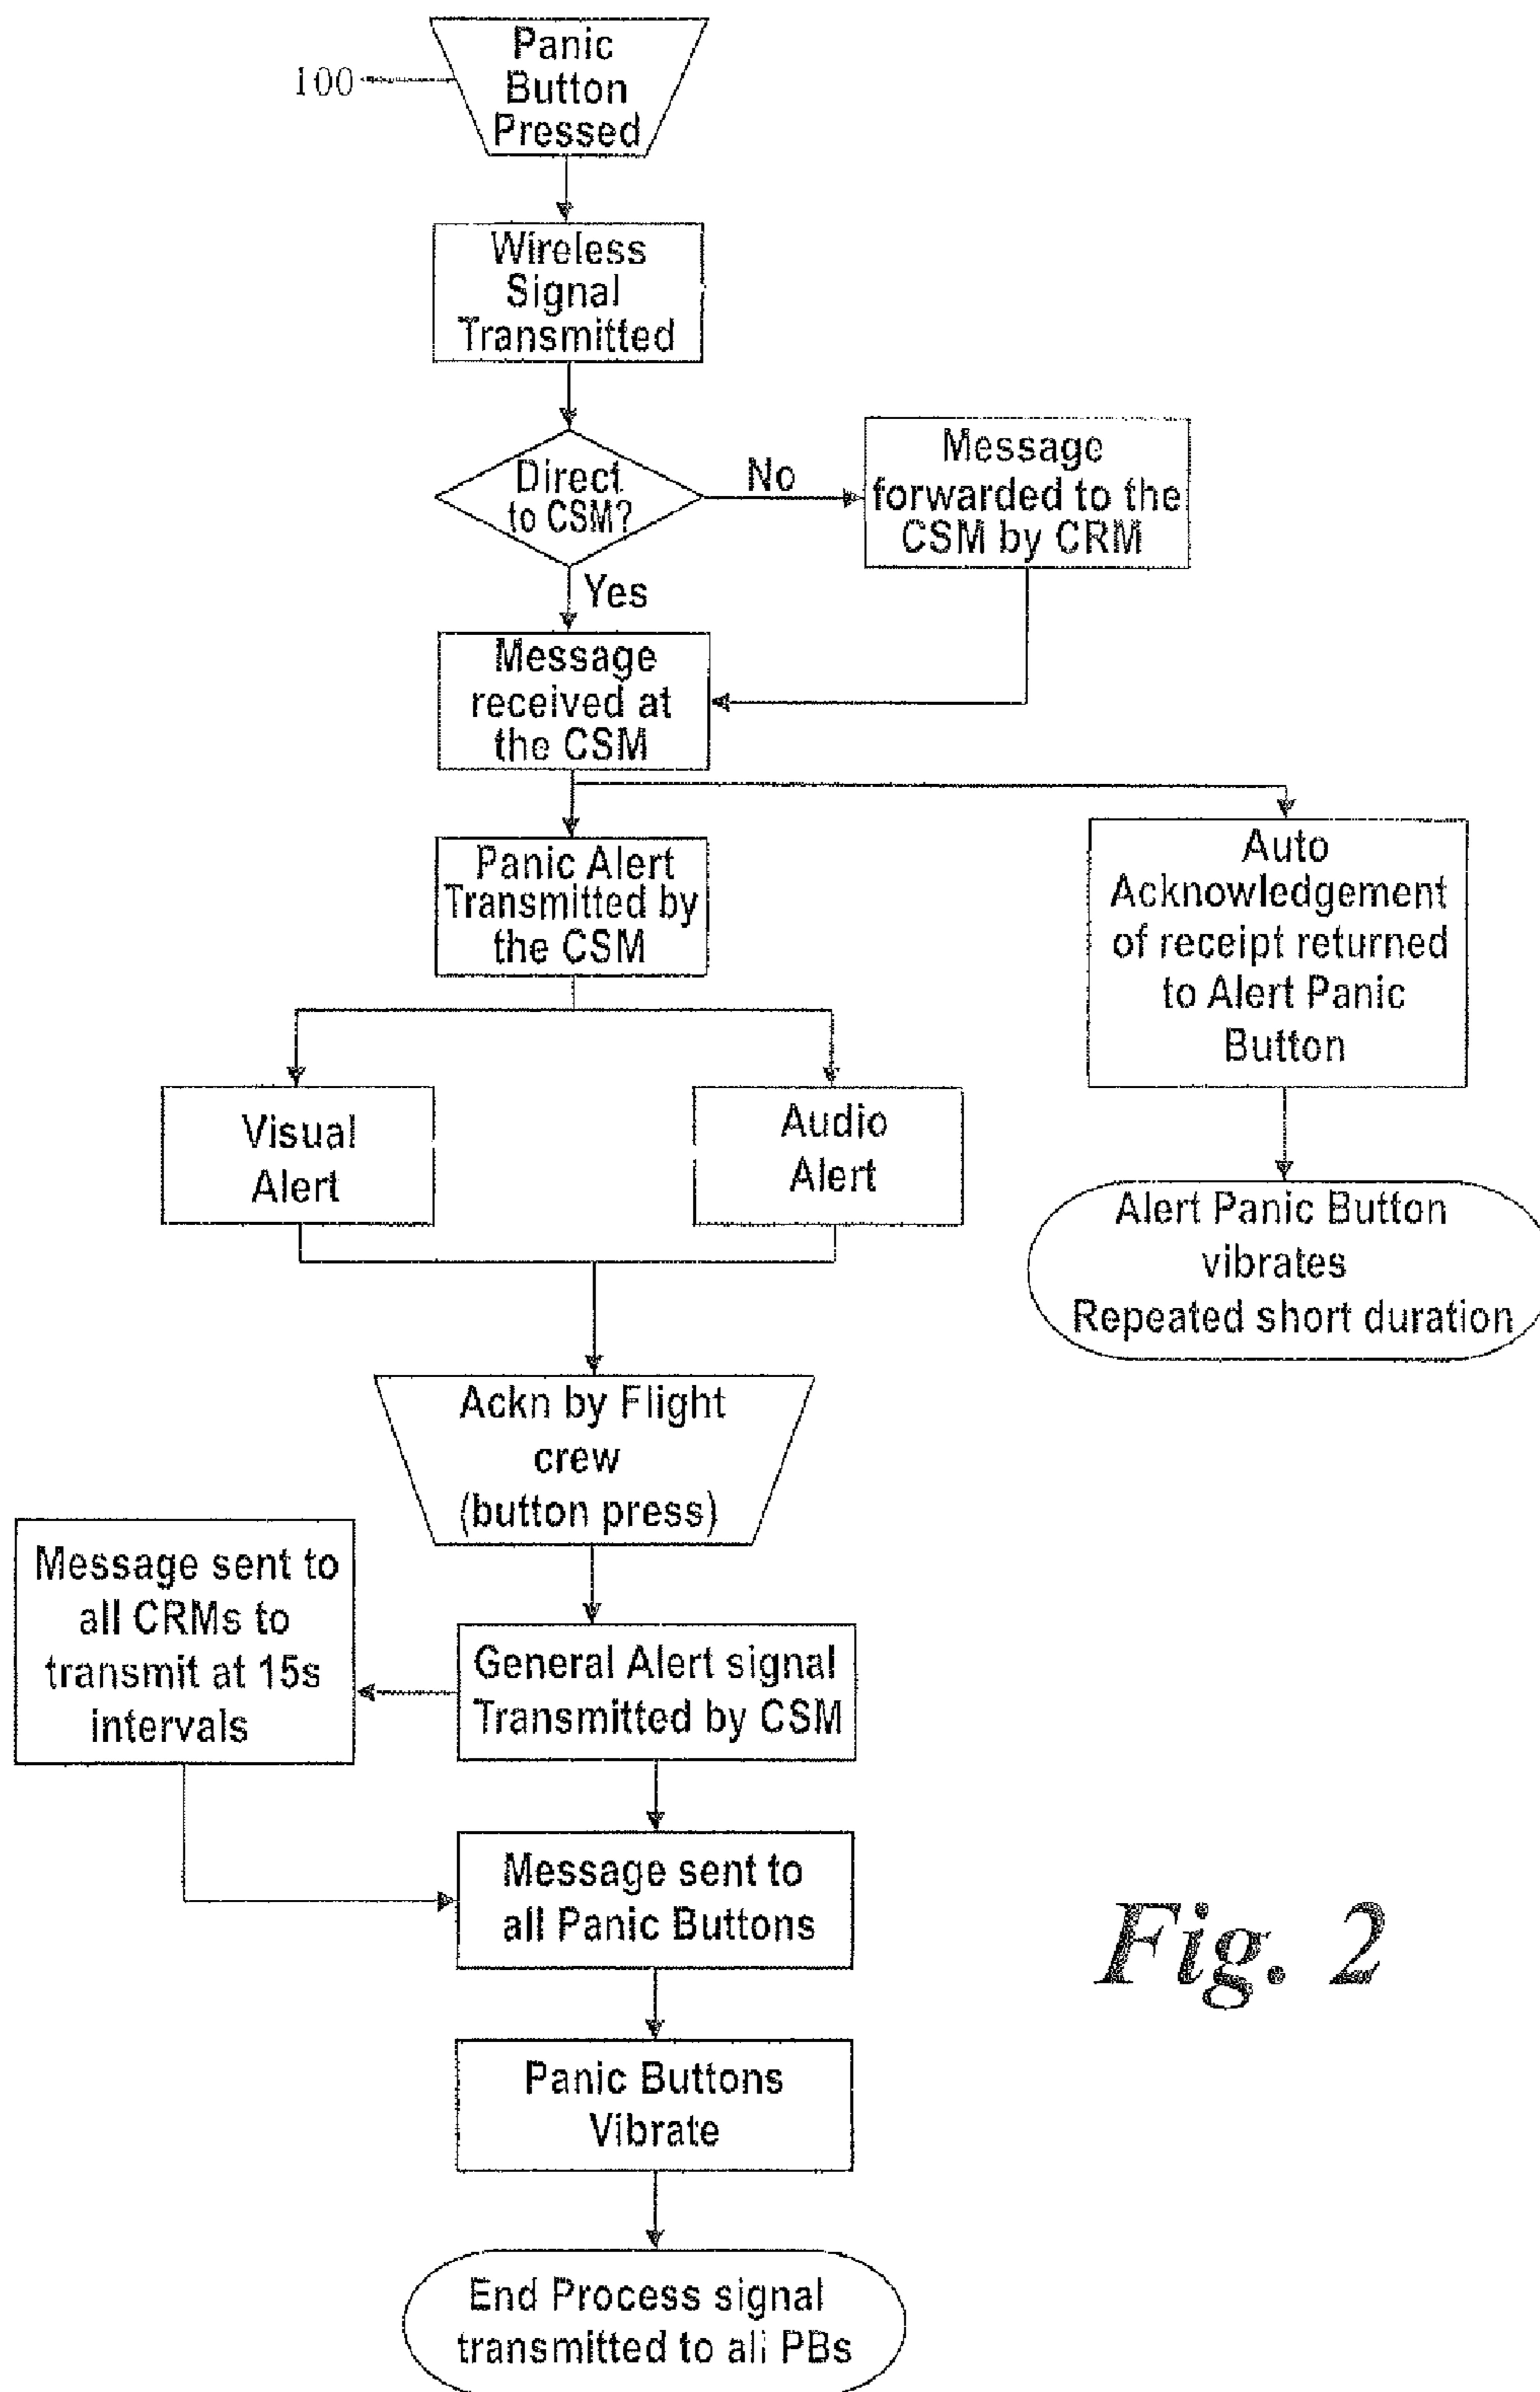 Panic
Button
Pressed
100
Wireless
Signal
Transmitted
Direct
to CSM?
No
Message
forwarded to the
CSM by CRM
Yes
Message
received at
the CSM
Panic Alert
Transmitted by
the CSM
Auto
Acknowledgement
of receipt returned
to Alert Panic
Button
Visual
Alert
Audio
Alert
Alert Panic Button
vibrates
Repeated short duration
Ackn by Flight
crew
(button press)
Message sent to
all CRMs to
transmit at 15s
intervals
General Alert signal
Transmitted by CSM
Message sent to
all Panic Buttons
Fig. 2
Panic Buttons
Vibrate
End Process signal
transmitted to all PBs